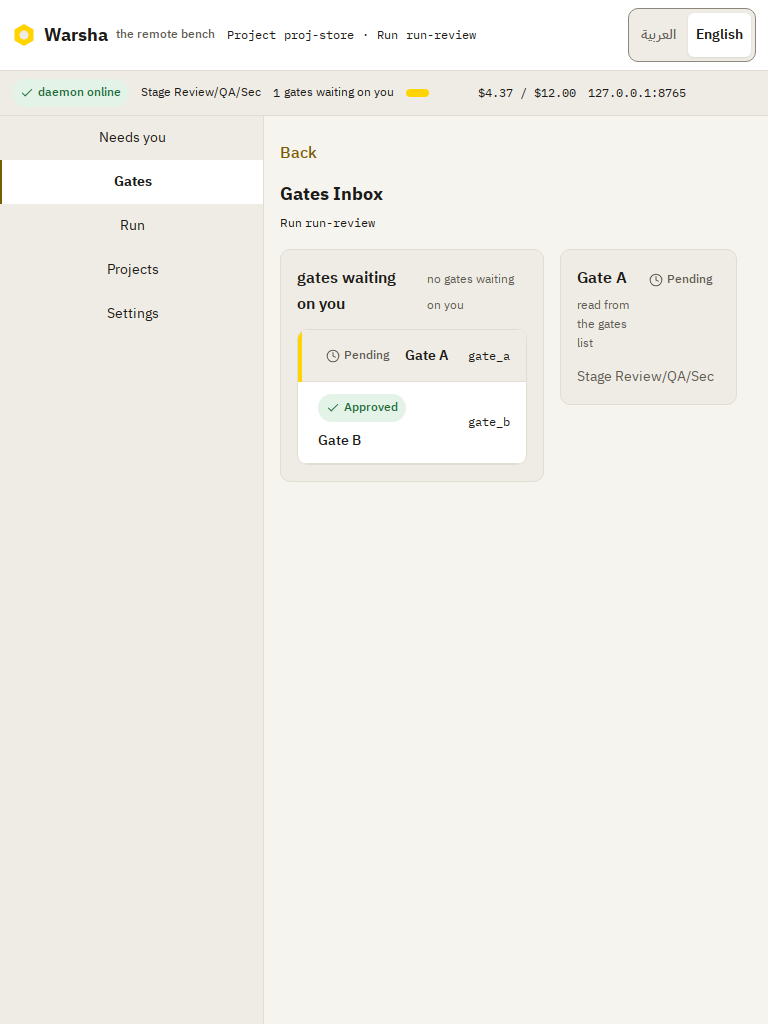 Warsha the remote bench Project proj-store · Run run-review العربية English
daemon online Stage Review/QA/Sec 1 gates waiting on you $4.37 / $12.00 127.0.0.1:8765
Needs you
Gates
Run
Projects
Settings
Back
Gates Inbox
Run run-review
gates waiting
on you
no gates waiting
on you
Pending Gate A gate_a
Approved
Gate B
gate_b
Gate A Pending
read from
the gates
list
Stage Review/QA/Sec